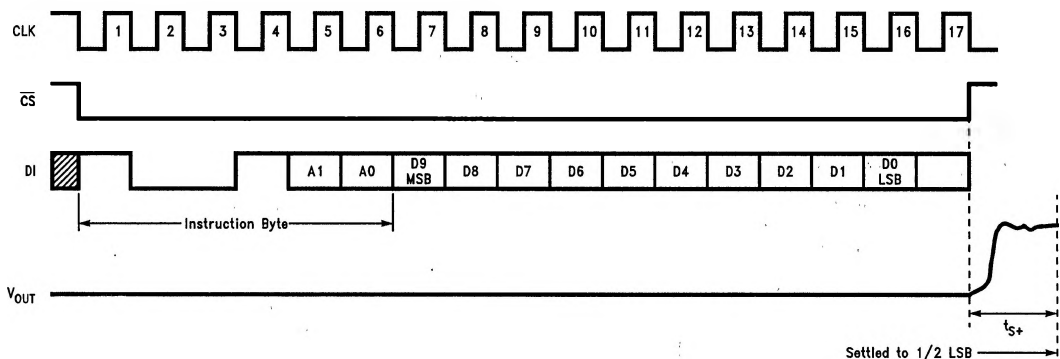 CLK 1 2 3 4 5 6 7 8 9 10 11 12 13 14 15 16 17
CS
DI A1 A0 D9 MSB D8 D7 D6 D5 D4 D3 D2 D1 D0 LSB
Instruction Byte
VOUT
tS+
Settled to 1/2 LSB